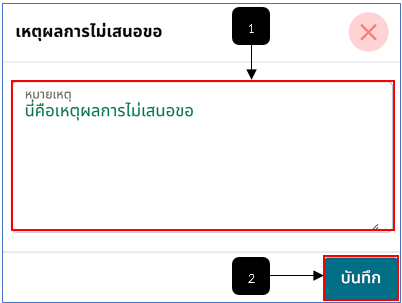 เหตุผลการไม่เสนอขอ
1
หมายเหตุ
นี่คือเหตุผลการไม่เสนอขอ
2
บันทึก